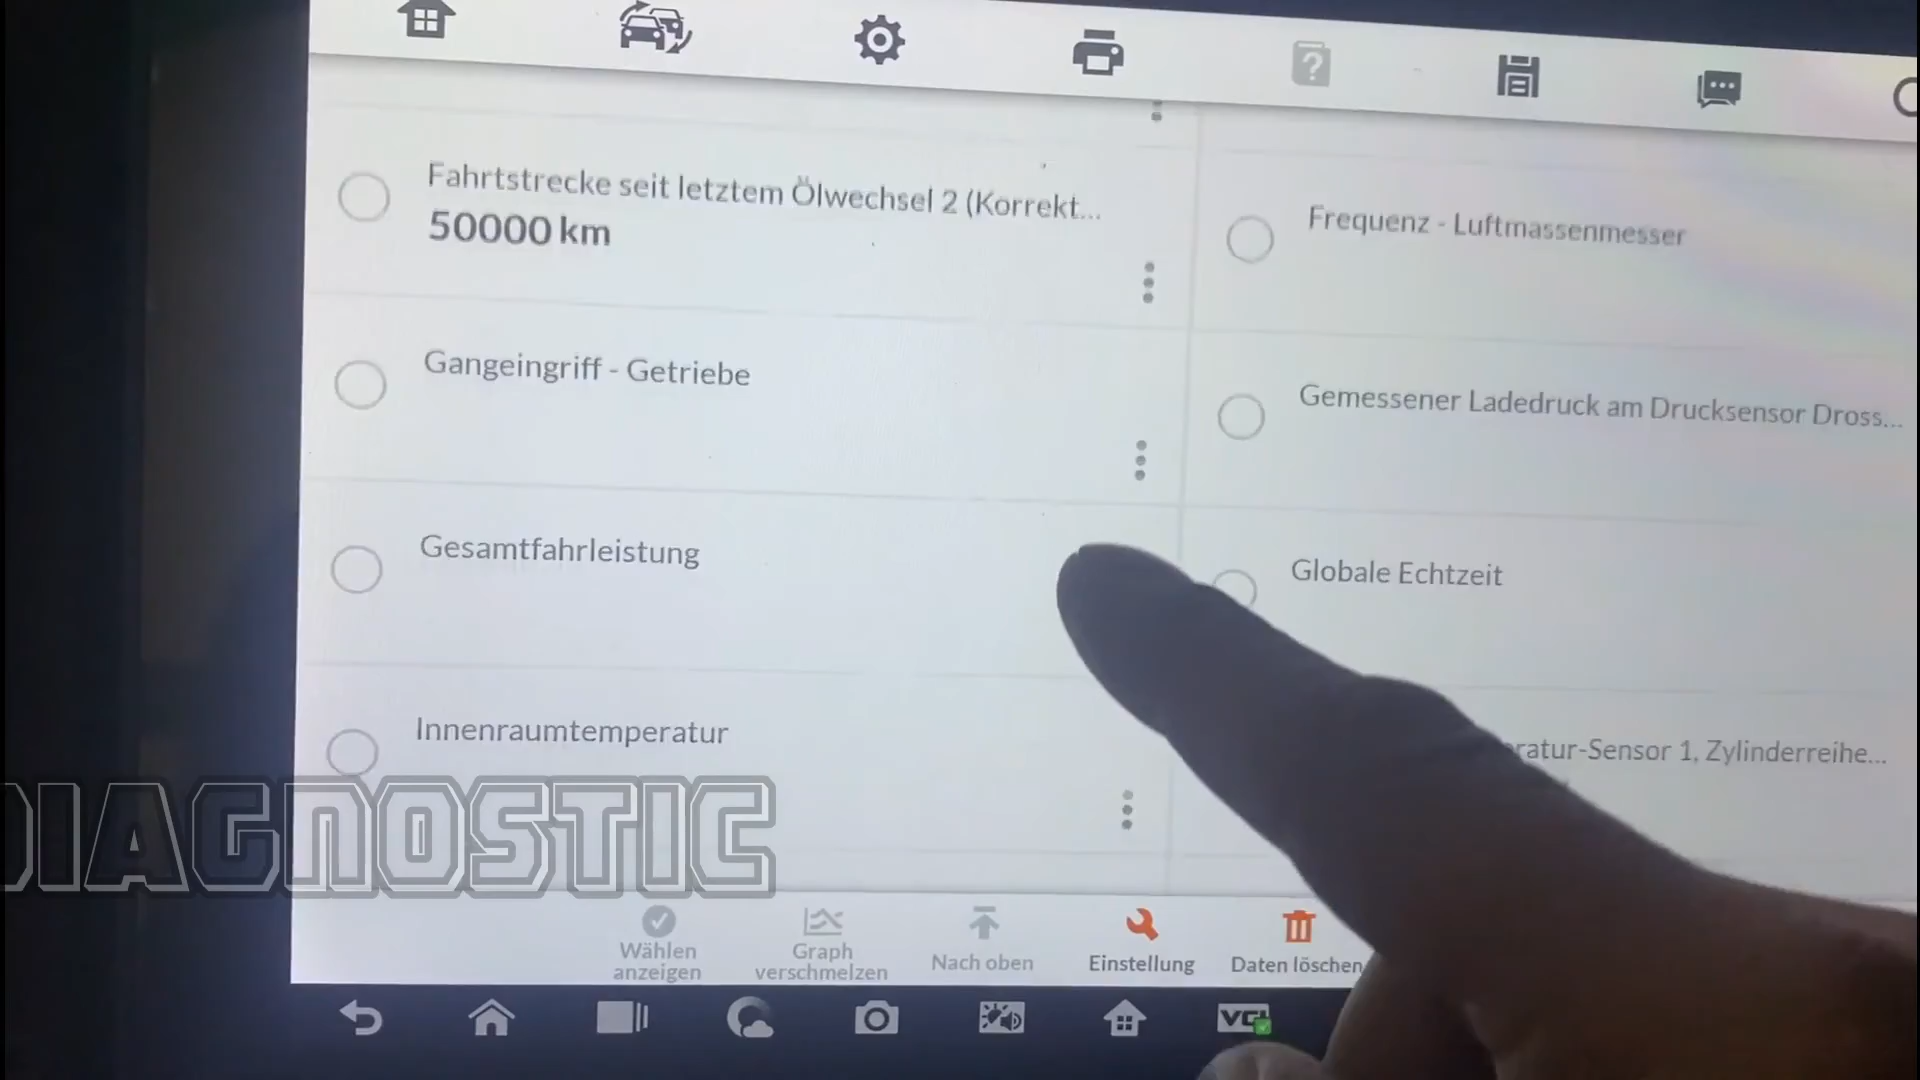 Fahrtstrecke seit letztem Ölwechsel 2 (Korrekt...
50000 km
Frequenz - Luftmassenmesser
Gangeingriff - Getriebe
Gemessener Ladedruck am Drucksensor Dross...
Gesamtfahrleistung
Globale Echtzeit
Innenraumtemperatur
ratur-Sensor 1, Zylinderreihe...
DIAGNOSTIC
Wählen
anzeigen
Graph
verschmelzen
Nach oben
Einstellung
Daten löschen
VCI